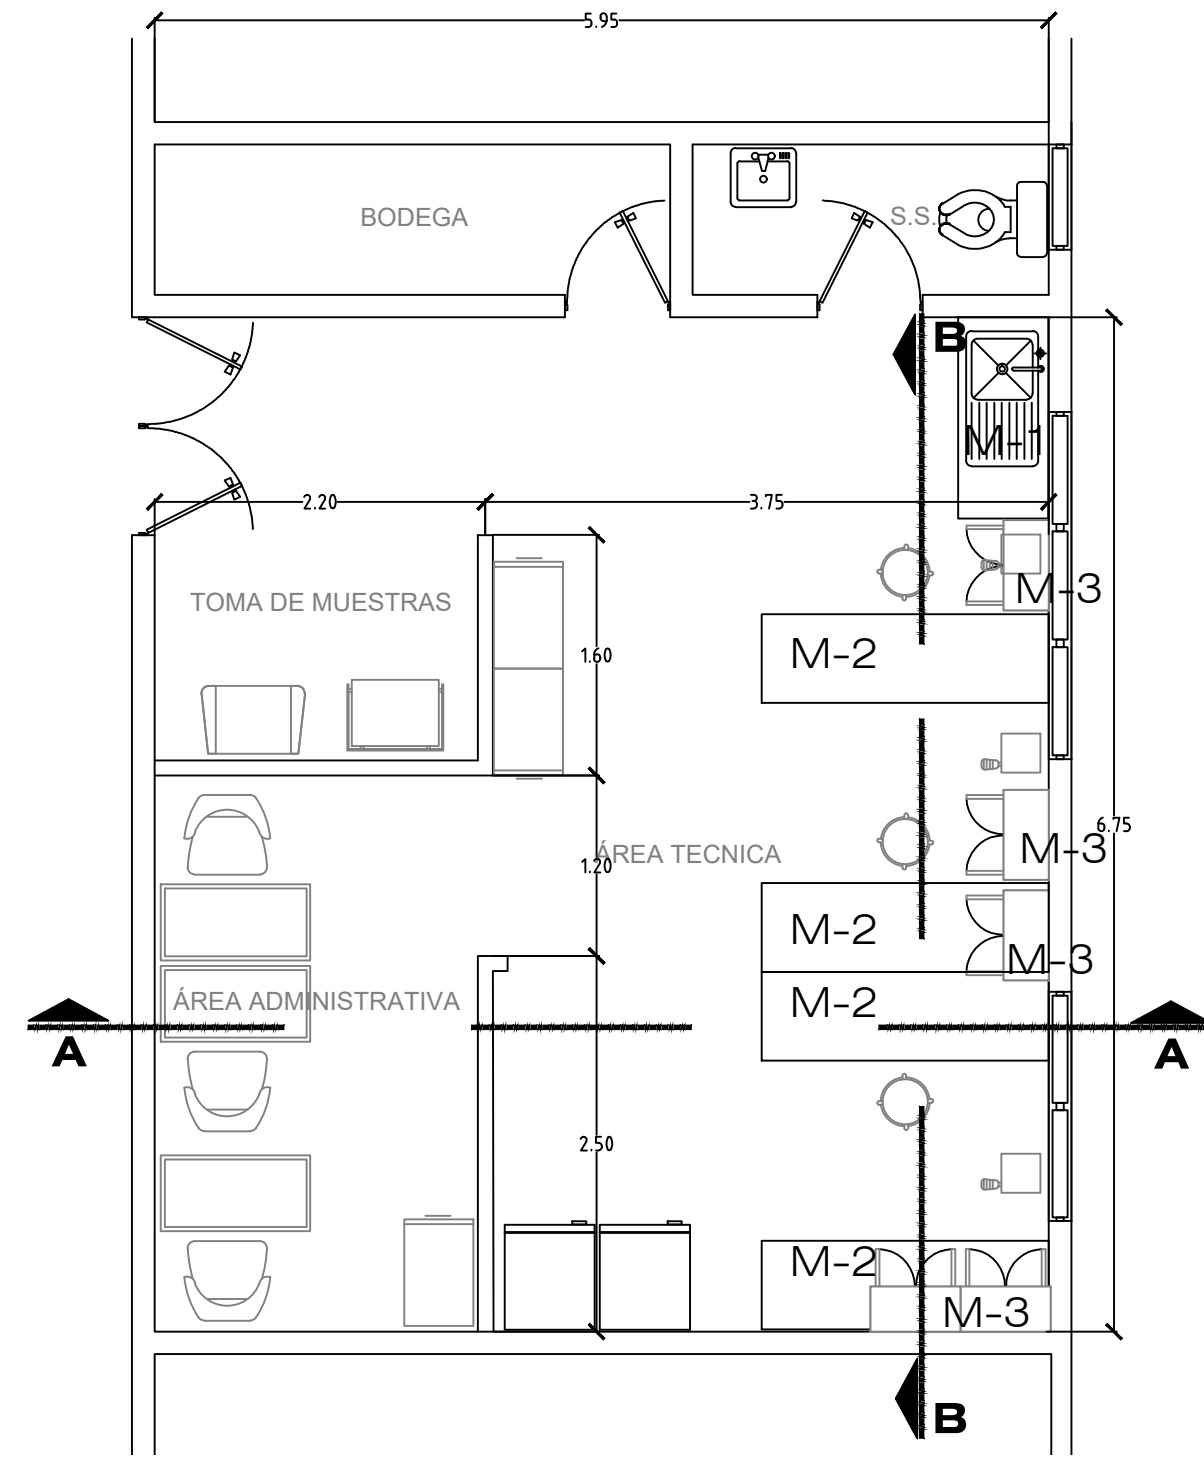 5.95
BODEGA
S.S.
B
M-1
2.20
3.75
M-3
TOMA DE MUESTRAS
1.60
M-2
6.75
M-3
ÁREA TECNICA
1.20
M-2
M-3
ÁREA ADMINISTRATIVA
M-2
A
A
2.50
M-2
M-3
B